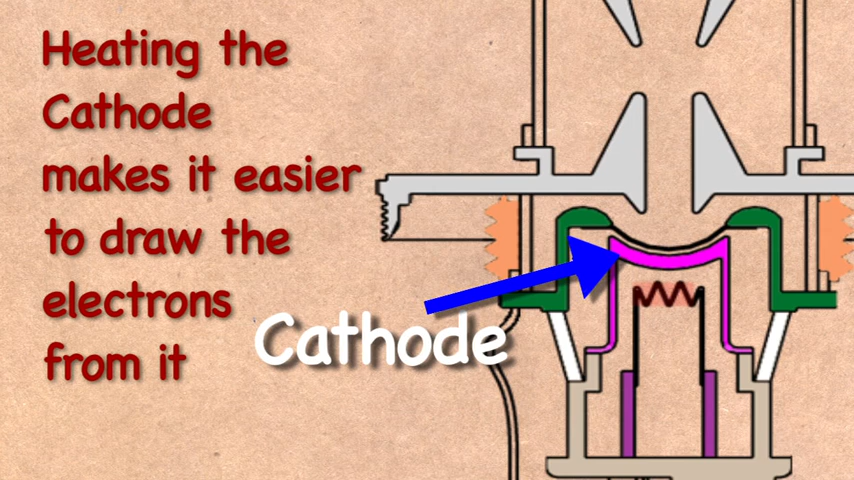 Heating the
Cathode
makes it easier
to draw the
electrons
from it
Cathode